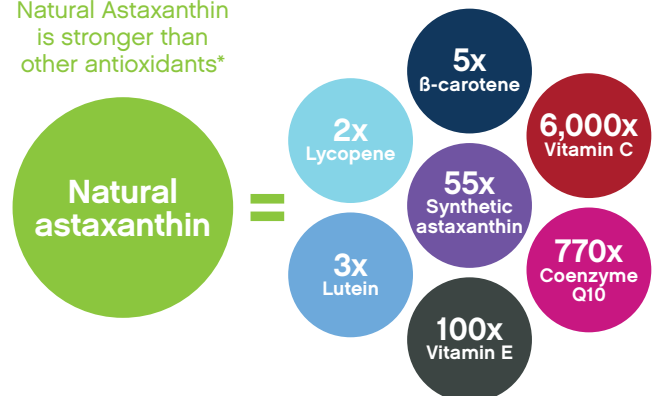 Natural Astaxanthin
is stronger than
other antioxidants*
Natural
astaxanthin
=
2x
Lycopene
3x
Lutein
5x
ß-carotene
55x
Synthetic
astaxanthin
100x
Vitamin E
6,000x
Vitamin C
770x
Coenzyme
Q10